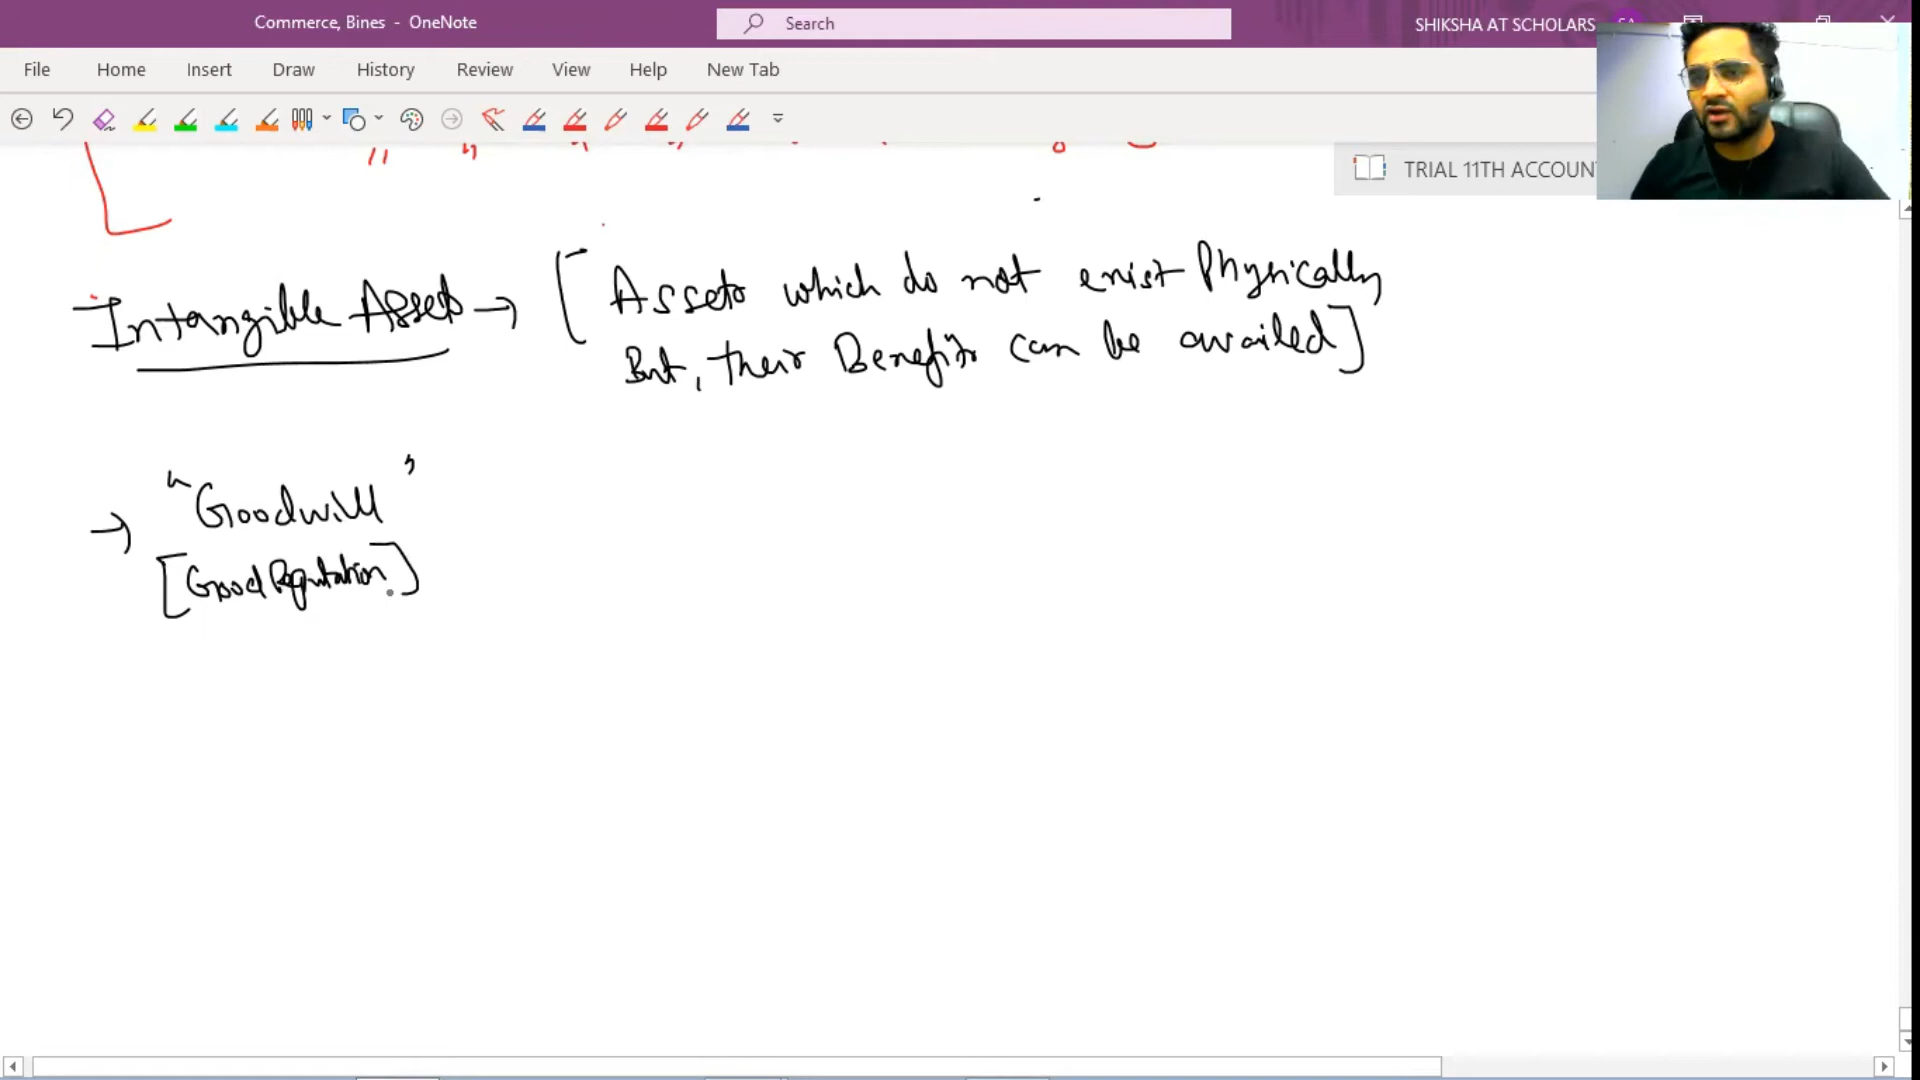 Commerce, Bines - OneNote
Search
SHIKSHA AT SCHOLARS
File Home Insert Draw History Review View Help New Tab
TRIAL 11TH ACCOUN
Intangible Assets → [Assets which do not exist Physically
But, their Benefits can be availed]
→ "Goodwill"
[Good Reputation]